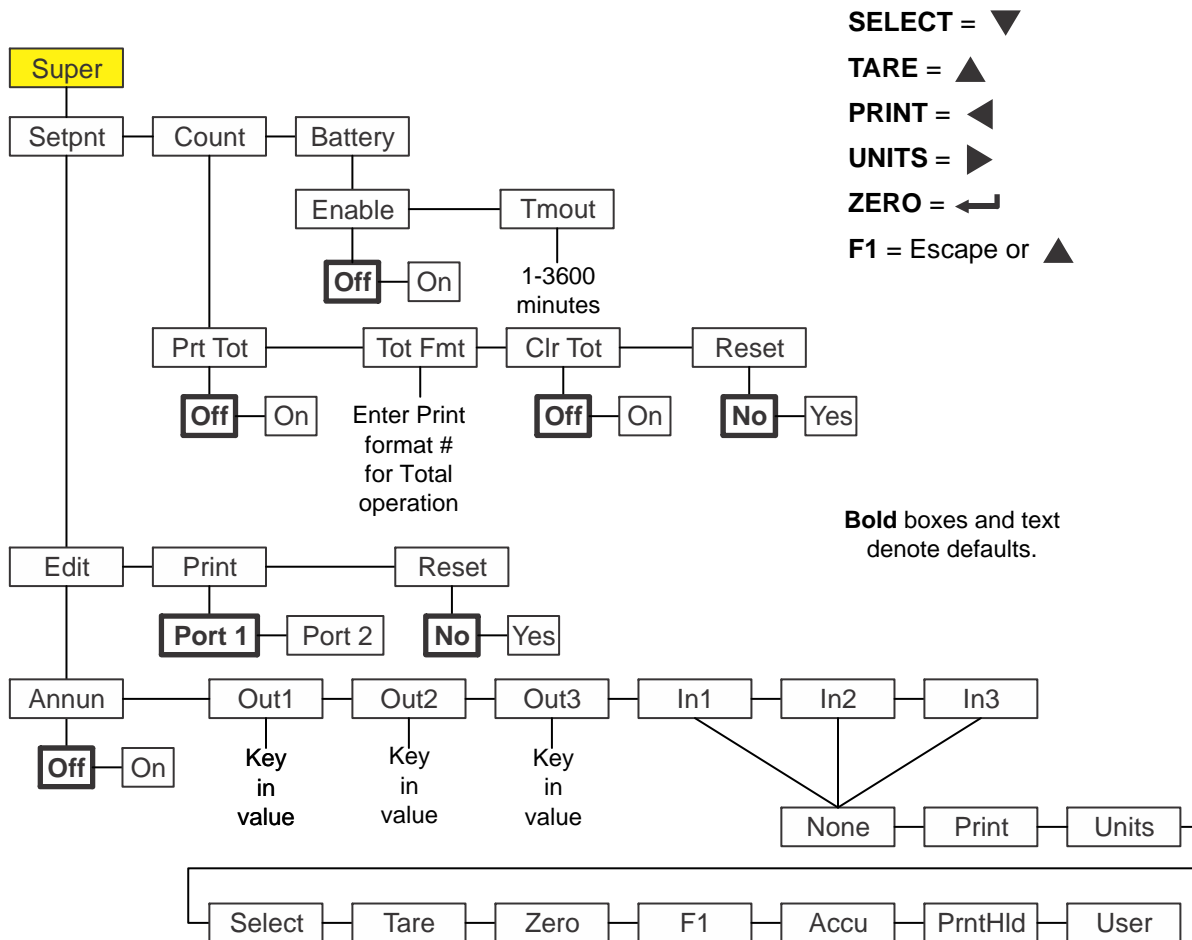 SELECT = ▼
TARE = ▲
PRINT = ◀
UNITS = ▶
ZERO = ↵
F1 = Escape or ▲
Super
Setpnt Count Battery
Enable Tmout
Off On
1-3600
minutes
Prt Tot Tot Fmt Clr Tot Reset
Off On
Enter Print
format #
for Total
operation
Off On
No Yes
Bold boxes and text
denote defaults.
Edit Print Reset
Port 1 Port 2 No Yes
Annun Out1 Out2 Out3 In1 In2 In3
Off On
Key
in
value
Key
in
value
Key
in
value
None Print Units
Select Tare Zero F1 Accu PrntHld User